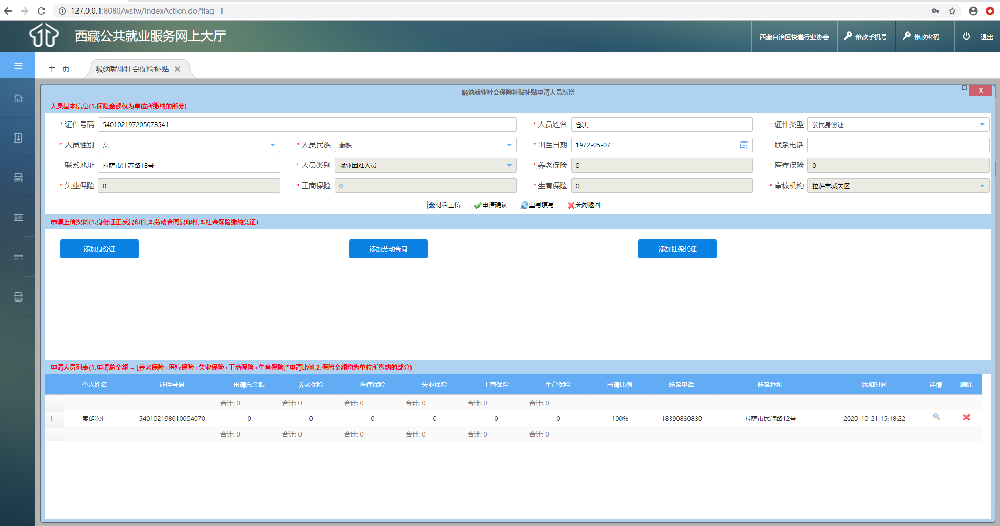 127.0.0.1:8080/wsfw/indexAction.do?flag=1
西藏公共就业服务网上大厅
西藏自治区快递行业协会 修改手机号 修改密码 退出
主 页 吸纳就业社会保险补贴
吸纳就业社会保险补贴补贴申请人员新增
X
人员基本信息(1.保险金额仅为单位所缴纳的部分)
* 证件号码 540102197205073541 * 人员姓名 仓决 * 证件类型 公民身份证
* 人员性别 女 * 人员民族 藏族 * 出生日期 1972-05-07 联系电话
联系地址 拉萨市江苏路18号 * 人员类别 就业困难人员 * 养老保险 0 * 医疗保险 0
* 失业保险 0 * 工商保险 0 * 生育保险 0 * 审核机构 拉萨市城关区
材料上传 申请确认 重写填写 关闭返回
申请上传资料(1.身份证正反复印件,2.劳动合同复印件,3.社会保险缴纳凭证)
添加身份证 添加劳动合同 添加社保凭证
申请人员列表(1.申请总金额 = [养老保险+医疗保险+失业保险+工商保险+生育保险]*申请比例,2.保险金额均为单位所缴纳的部分)
个人姓名 证件号码 申请总金额 养老保险 医疗保险 失业保险 工商保险 生育保险 申请比例 联系电话 联系地址 添加时间 详情 删除
合计: 0 合计: 0 合计: 0 合计: 0 合计: 0 合计: 0
1 索朗次仁 540102198010054070 0 0 0 0 0 0 100% 18390830830 拉萨市民族路12号 2020-10-21 15:18:22
合计: 0 合计: 0 合计: 0 合计: 0 合计: 0 合计: 0